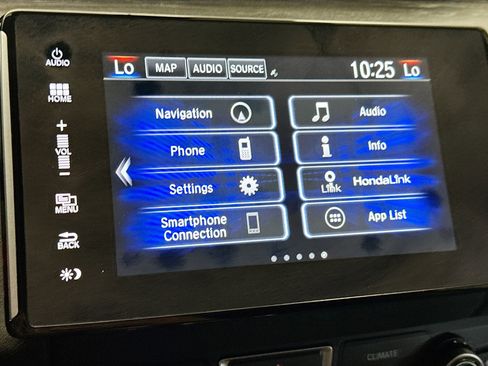 AUDIO
HOME
+
VOL
−
MENU
BACK
Lo MAP AUDIO SOURCE 10:25 Lo
Navigation
Audio
Phone
Info
Settings
Link HondaLink
Smartphone
Connection
App List
CLIMATE